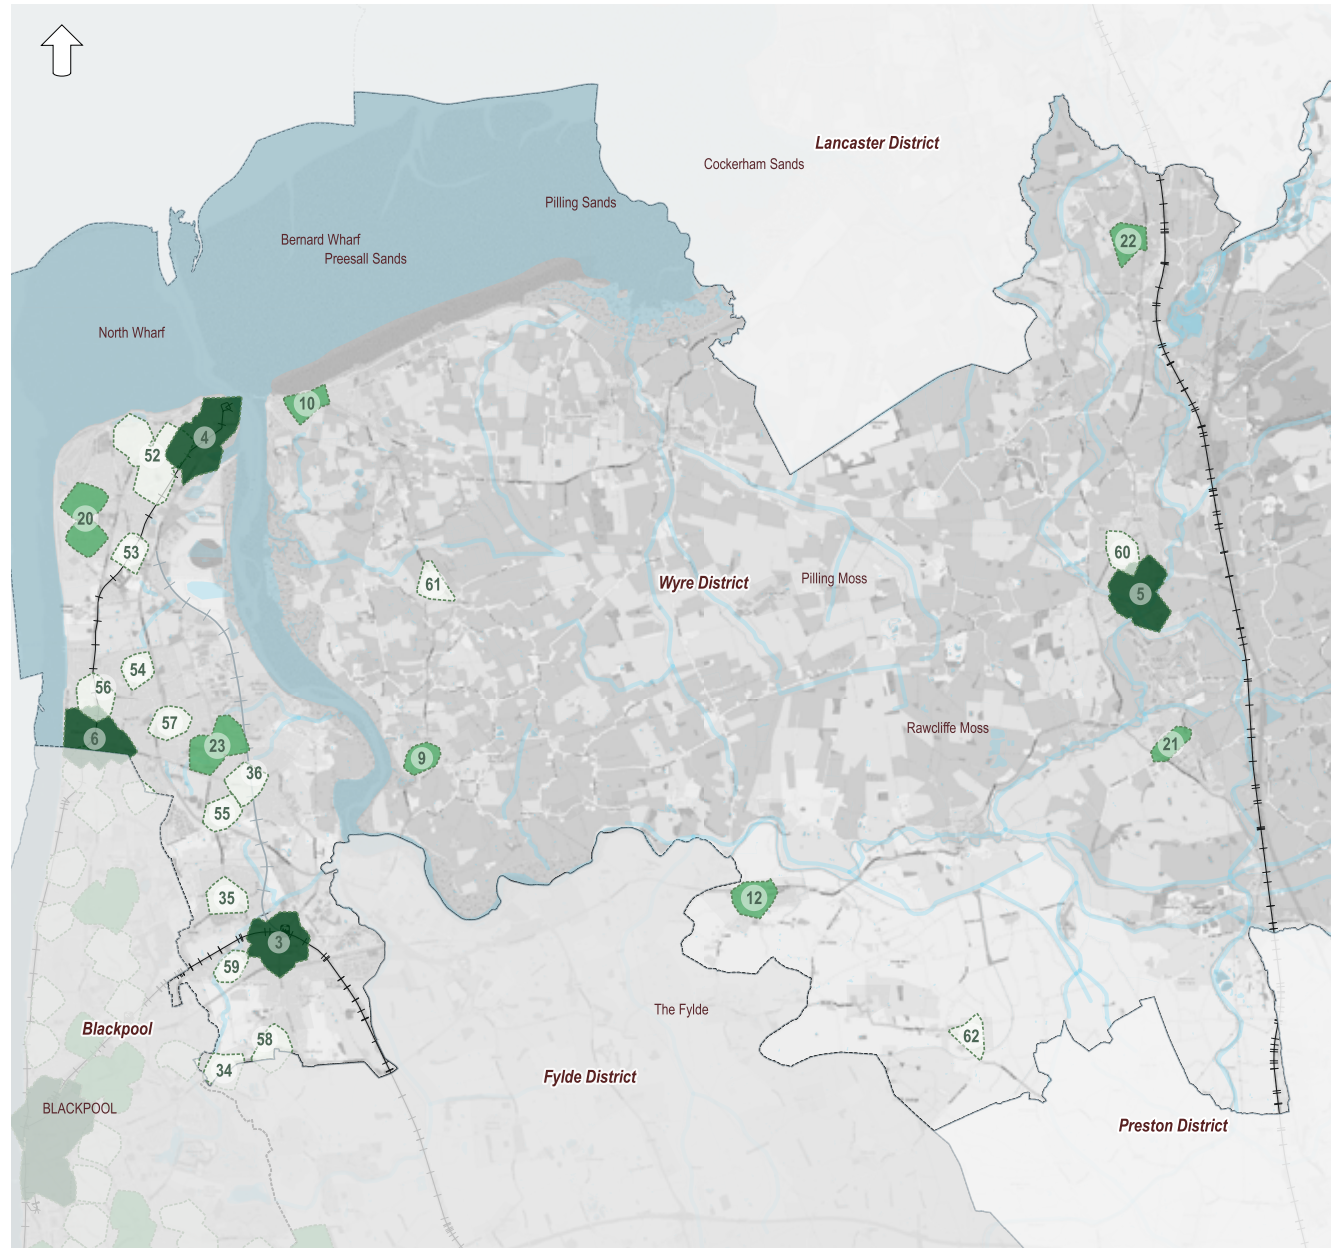 Lancaster District
Cockerham Sands
Pilling Sands
Bernard Wharf
Preesall Sands
22
North Wharf
10
4
52
20
53
60
61
Wyre District
Pilling Moss
5
54
56
57
6
23
36
9
Rawcliffe Moss
21
55
35
12
3
59
The Fylde
Blackpool
58
62
34
Fylde District
BLACKPOOL
Preston District